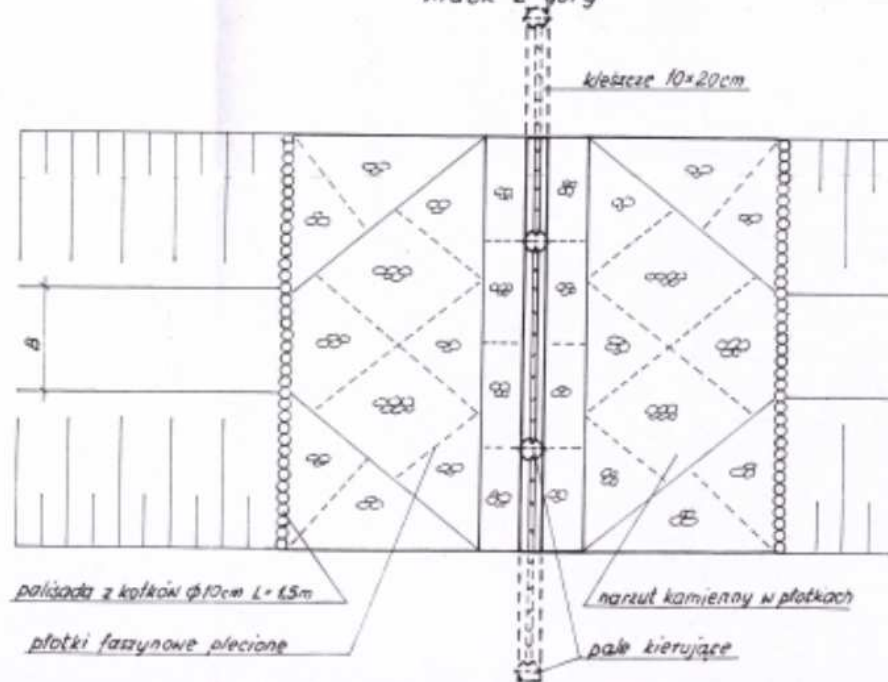 kleszcze 10×20cm
B
palisada z kołków φ10cm L=1,5m
narzut kamienny w płotkach
płotki faszynowe plecione
pale kierujące